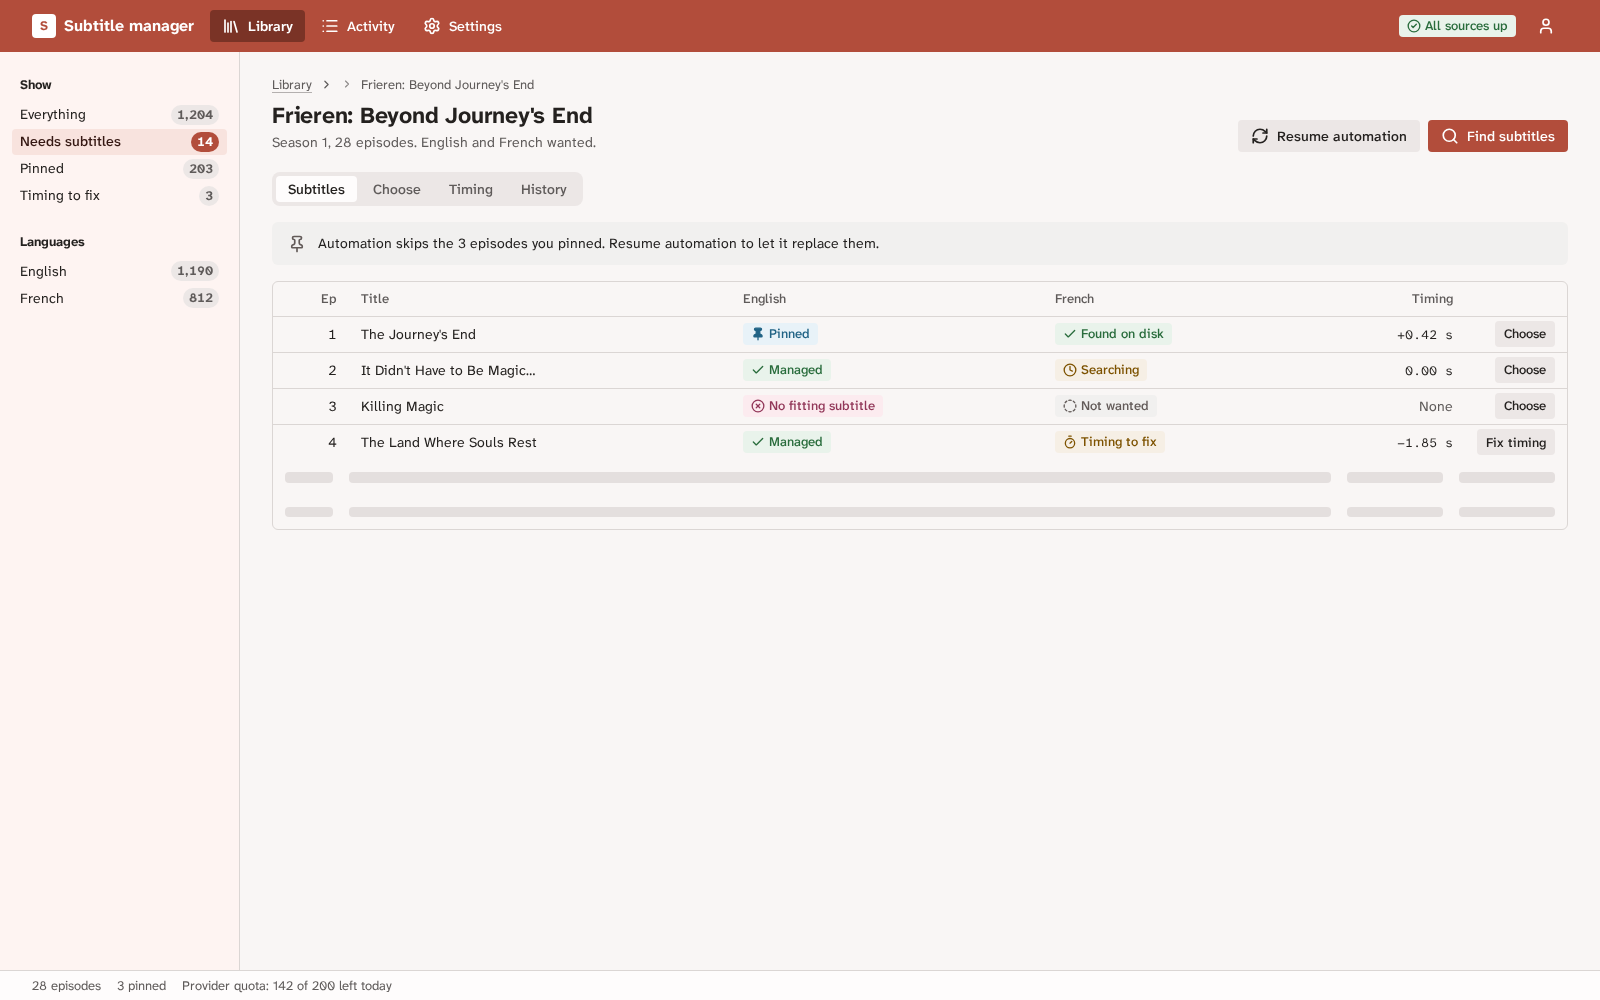 S Subtitle manager Library Activity Settings All sources up
Show
Everything 1,204
Needs subtitles 14
Pinned 203
Timing to fix 3
Languages
English 1,190
French 812
Library Frieren: Beyond Journey's End
Frieren: Beyond Journey's End
Season 1, 28 episodes. English and French wanted.
Resume automation Find subtitles
Subtitles Choose Timing History
Automation skips the 3 episodes you pinned. Resume automation to let it replace them.
Ep Title English French Timing
1 The Journey's End Pinned Found on disk +0.42 s Choose
2 It Didn't Have to Be Magic... Managed Searching 0.00 s Choose
3 Killing Magic No fitting subtitle Not wanted None Choose
4 The Land Where Souls Rest Managed Timing to fix −1.85 s Fix timing
28 episodes 3 pinned Provider quota: 142 of 200 left today